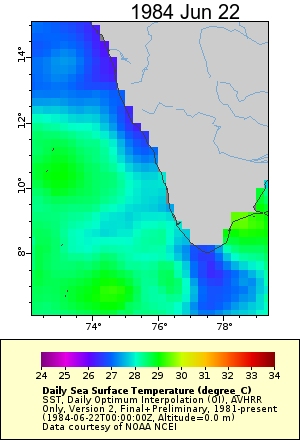 1984 Jun 22
14°
12°
10°
8°
74°
76°
78°
24 25 26 27 28 29 30 31 32 33 34
Daily Sea Surface Temperature (degree_C)
SST, Daily Optimum Interpolation (OI), AVHRR
Only, Version 2, Final+Preliminary, 1981-present
(1984-06-22T00:00:00Z, Altitude=0.0 m)
Data courtesy of NOAA NCEI